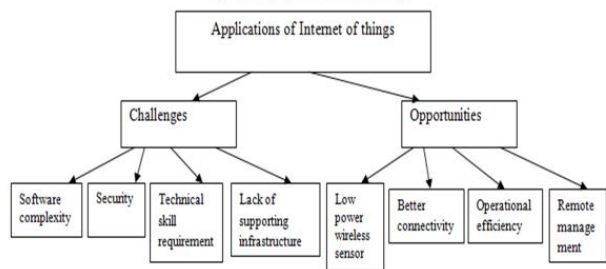 Applications of Internet of things
Challenges
Opportunities
Software
complexity
Security
Technical
skill
requirement
Lack of
supporting
infrastructure
Low
power
wireless
sensor
Better
connectivity
Operational
efficiency
Remote
manage
ment